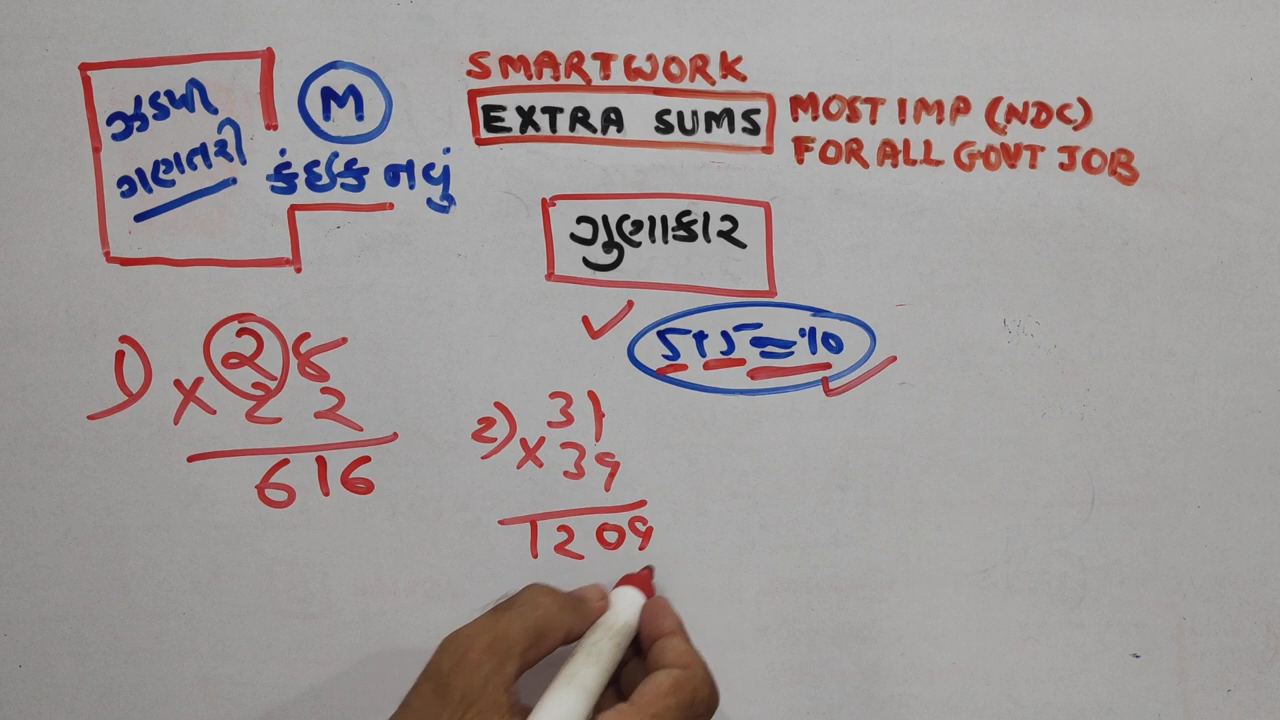 ઝડપી
ગણતરી
M
કંઈક નવું
SMARTWORK
EXTRA SUMS
MOST IMP (NDC)
FOR ALL GOVT JOB
ગુણાકાર
5+5=10
1) 28
× 22
616
2) 31
× 39
1209